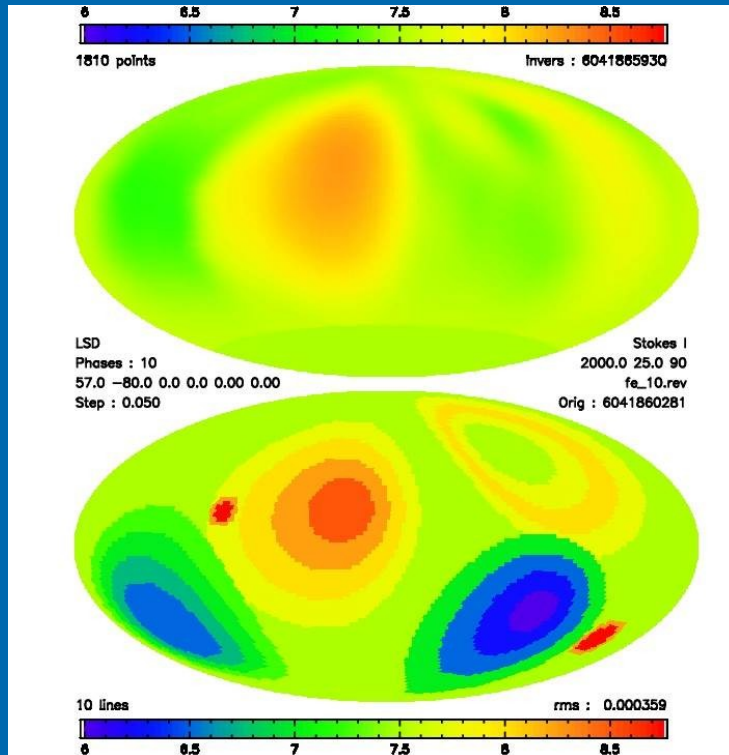 6 6.5 7 7.5 8 8.5
1810 points Invers : 6041865930
LSD Stokes I
Phases : 10 2000.0 25.0 90
57.0 -80.0 0.0 0.0 0.00 0.00 fe_10.rev
Step : 0.050 Orig : 6041860281
10 lines rms : 0.000359
6 6.5 7 7.5 8 8.5